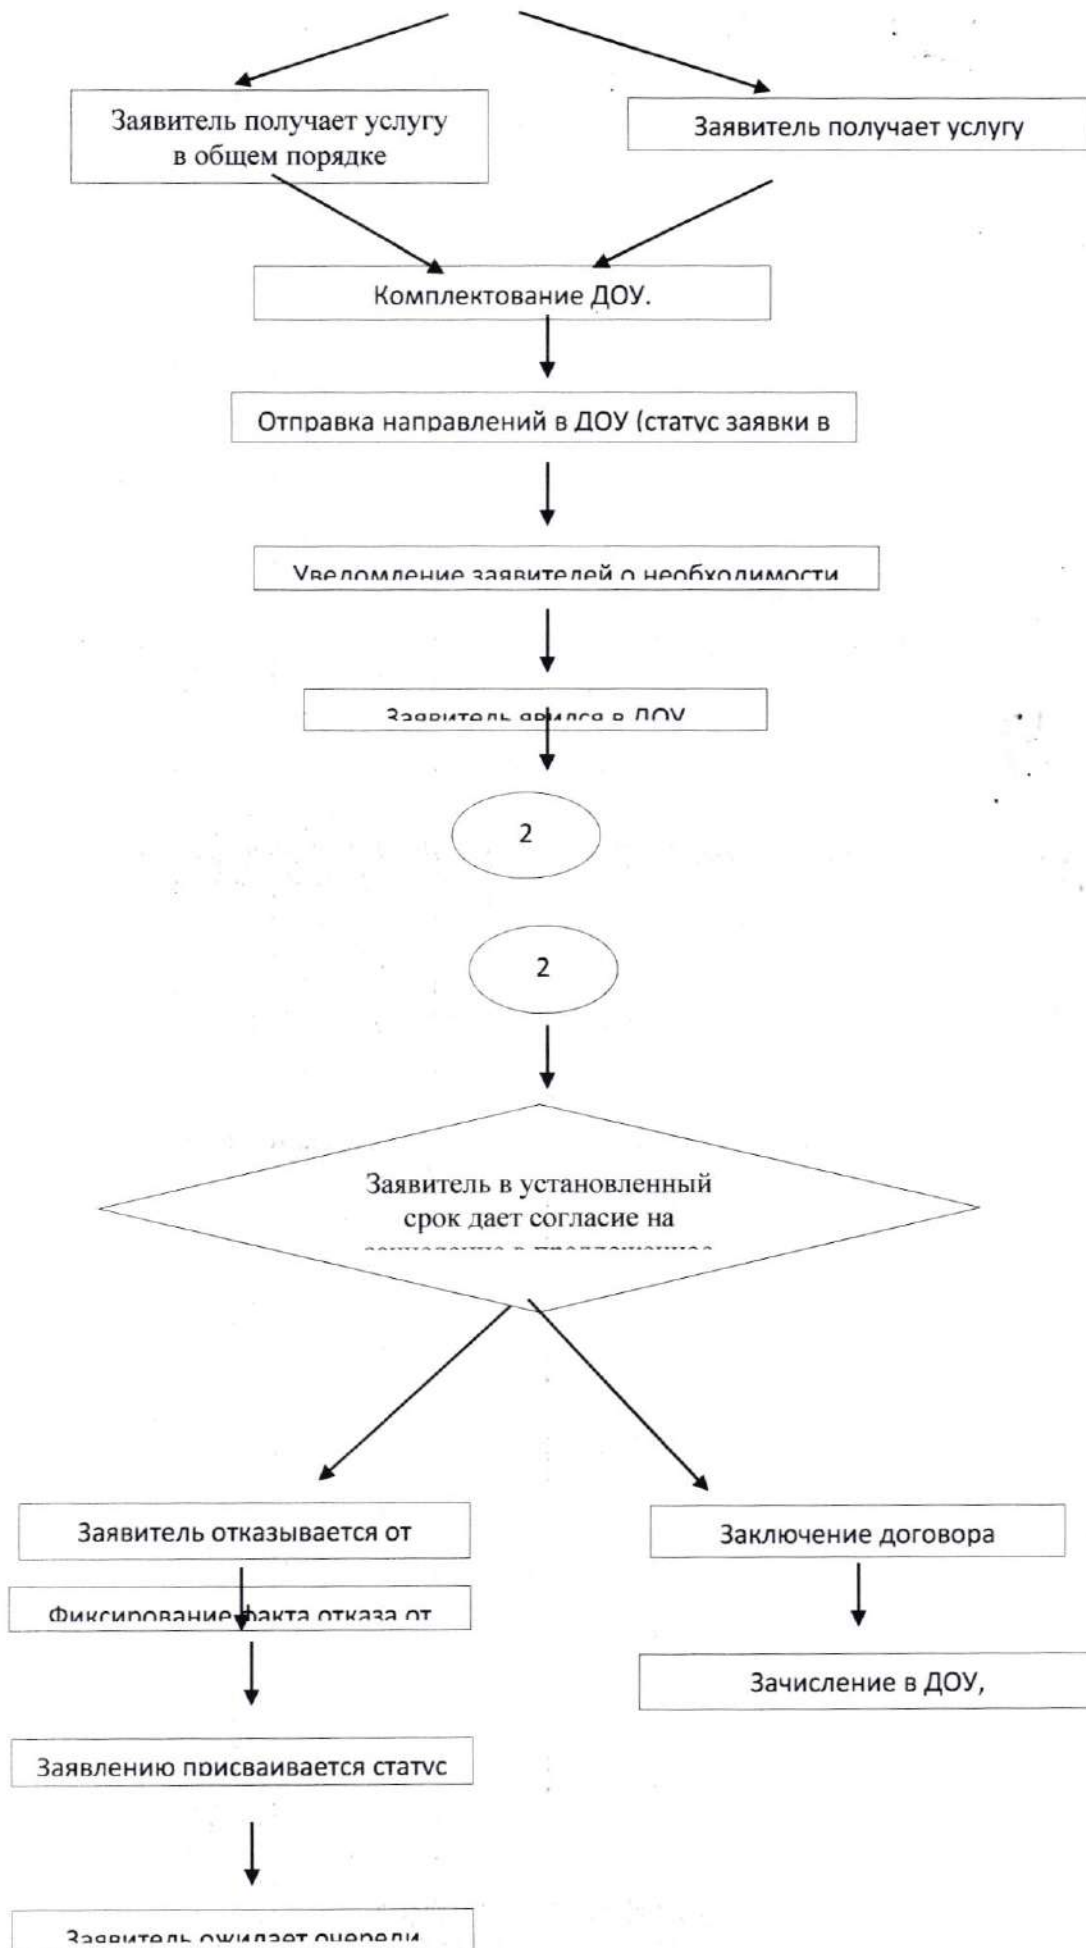 Заявитель получает услугу
в общем порядке
Заявитель получает услугу
Комплектование ДОУ.
Отправка направлений в ДОУ (статус заявки в
Уведомление заявителей о необходимости
Заявитель явился в ДОУ
2
2
Заявитель в установленный
срок дает согласие на
зачисление в предложенное
Заявитель отказывается от
Заключение договора
Фиксирование факта отказа от
Зачисление в ДОУ,
Заявлению присваивается статус
Заявитель ожидает очереди